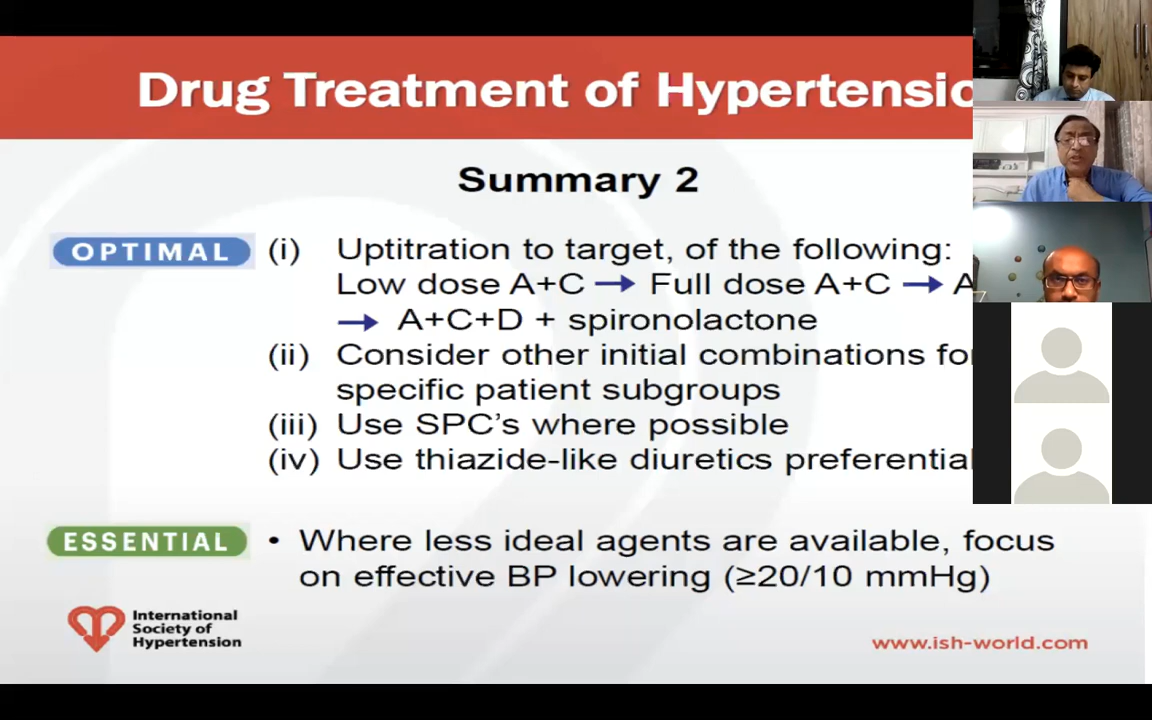 Drug Treatment of Hypertensio
Summary 2
OPTIMAL
(i) Uptitration to target, of the following:
Low dose A+C → Full dose A+C → A
→ A+C+D + spironolactone
(ii) Consider other initial combinations for
specific patient subgroups
(iii) Use SPC’s where possible
(iv) Use thiazide-like diuretics preferential
ESSENTIAL
• Where less ideal agents are available, focus
on effective BP lowering (≥20/10 mmHg)
International
Society of
Hypertension
www.ish-world.com